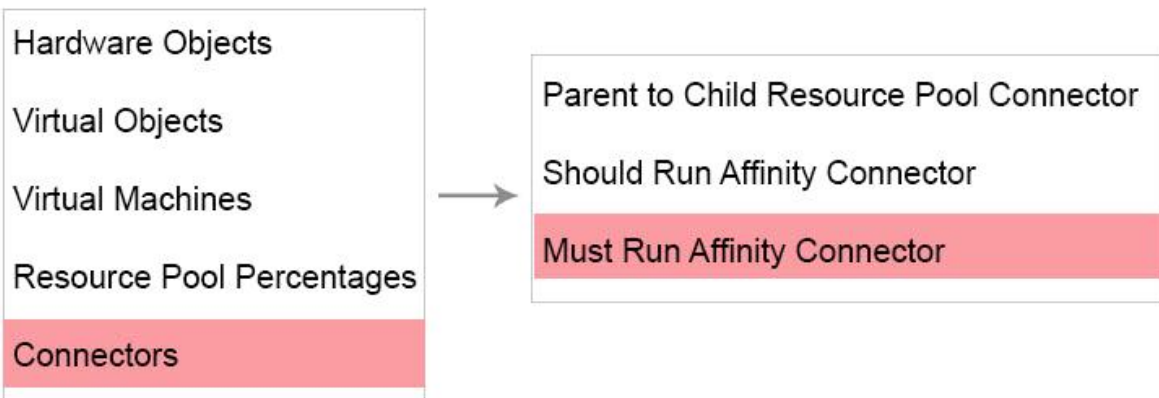 Hardware Objects
Virtual Objects
Virtual Machines
Resource Pool Percentages
Connectors
Parent to Child Resource Pool Connector
Should Run Affinity Connector
Must Run Affinity Connector